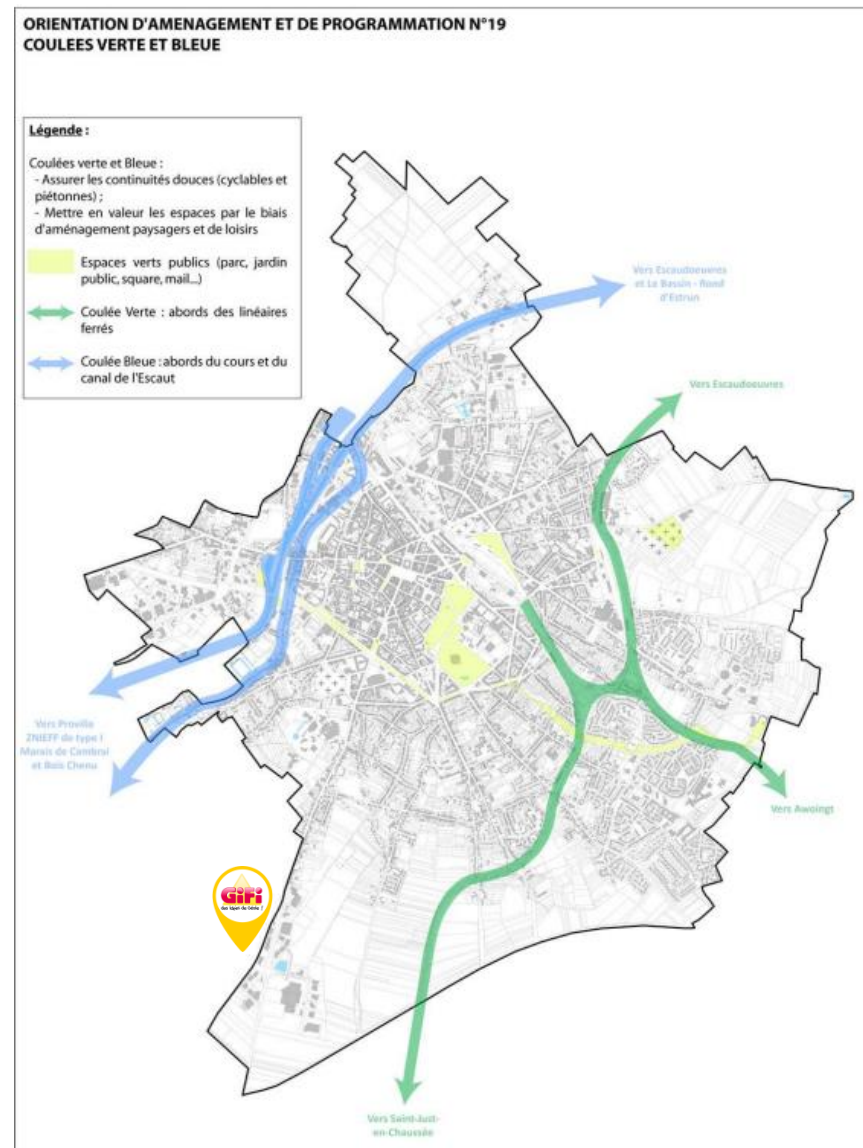 ORIENTATION D'AMENAGEMENT ET DE PROGRAMMATION N°19
COULEES VERTE ET BLEUE
Légende :
Coulées verte et Bleue :
- Assurer les continuités douces (cyclables et
piétonnes) ;
- Mettre en valeur les espaces par le biais
d'aménagement paysagers et de loisirs
Espaces verts publics (parc, jardin
public, square, mail...)
Coulée Verte : abords des linéaires
ferrés
Coulée Bleue : abords du cours et du
canal de l'Escaut
Vers Escaudoeuvres
et Le Bassin - Rond
d'Estrun
Vers Escaudoeuvres
Vers Proville
ZNIEFF de type I
Marais de Cambrai
et Bois Chenu
Vers Awoingt
GiFi
Vers Saint-Just-
en-Chaussée